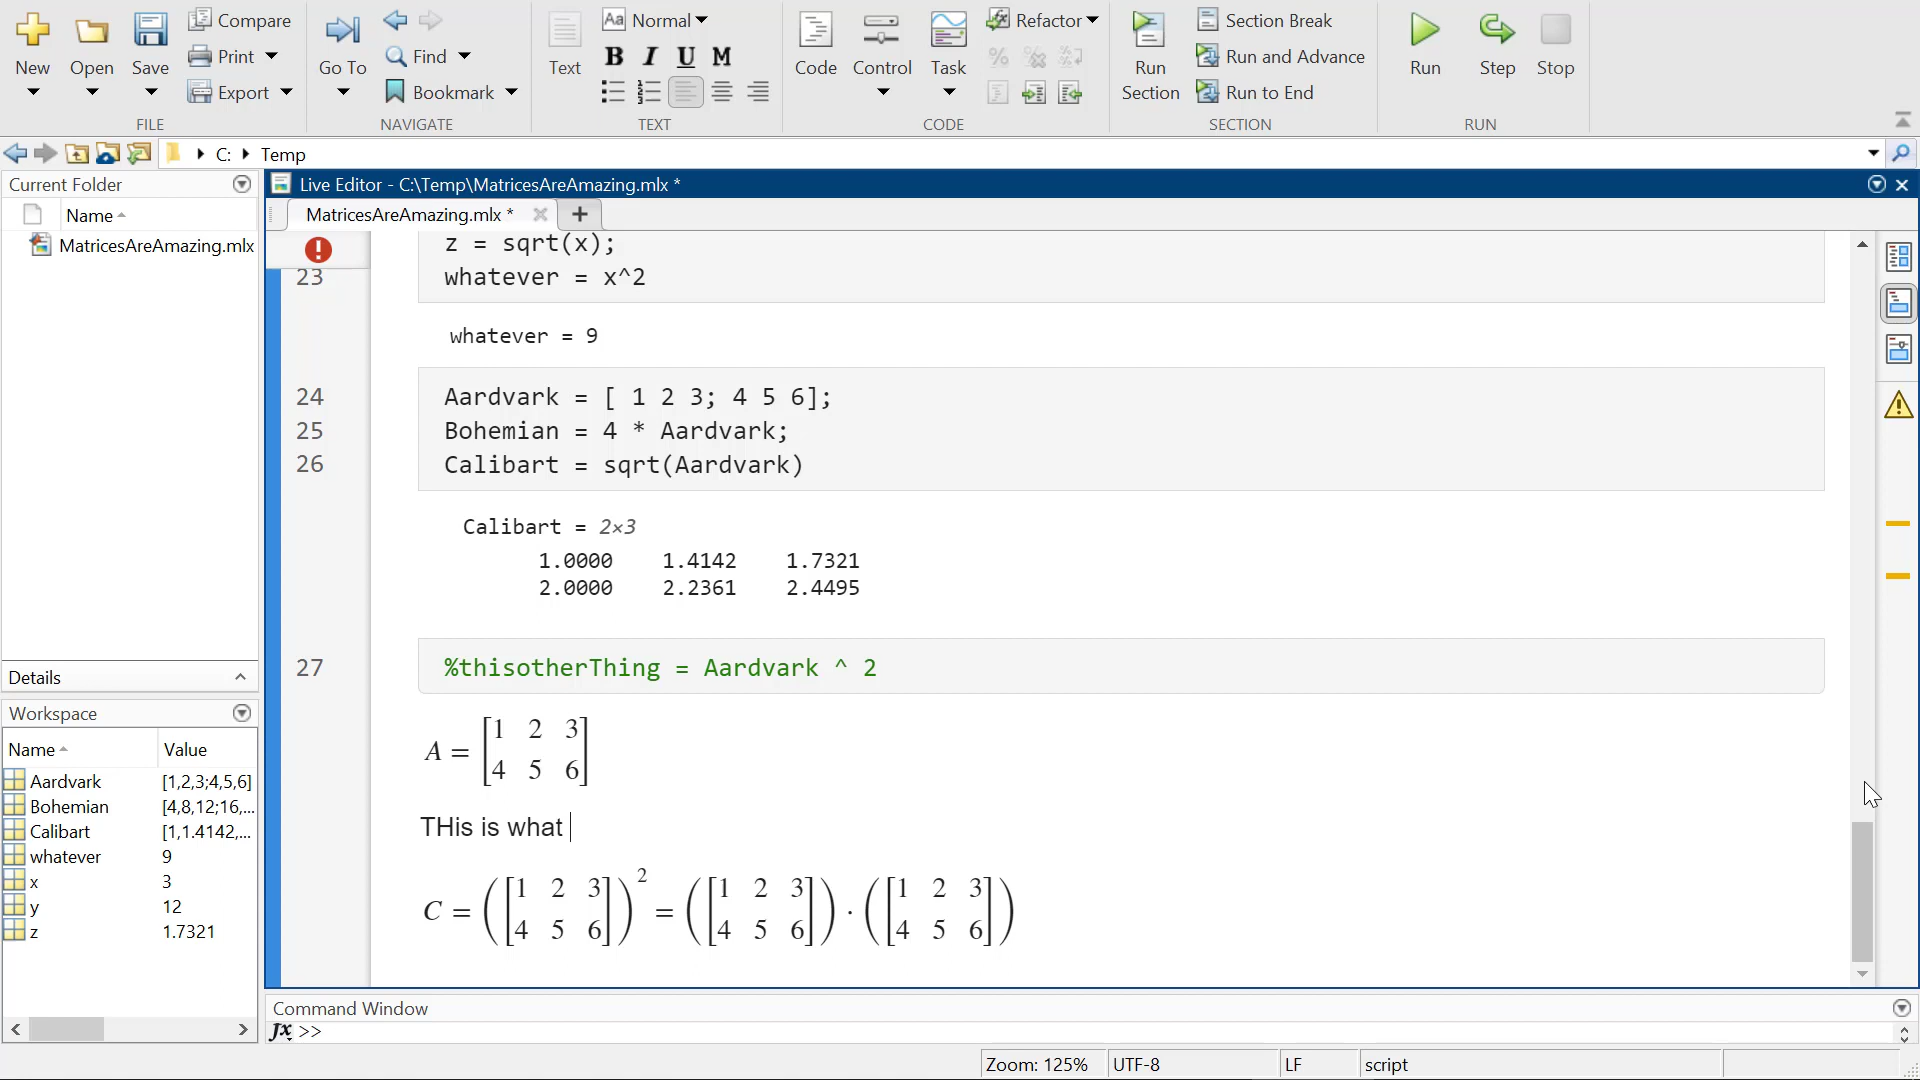 New
Open
Save
Compare
Print
Export
FILE
Go To
Find
Bookmark
NAVIGATE
Text
Aa Normal
B I U M
TEXT
Code
Control
Task
Refactor
CODE
Run Section
Section Break
Run and Advance
Run to End
SECTION
Run
Step
Stop
RUN
C: Temp
Current Folder
Name
MatricesAreAmazing.mlx
Details
Workspace
Name Value
Aardvark [1,2,3;4,5,6]
Bohemian [4,8,12;16,...
Calibart [1,1.4142,...
whatever 9
x 3
y 12
z 1.7321
Live Editor - C:\Temp\MatricesAreAmazing.mlx *
MatricesAreAmazing.mlx *
z = sqrt(x);
23 whatever = x^2
whatever = 9
24 Aardvark = [ 1 2 3; 4 5 6];
25 Bohemian = 4 * Aardvark;
26 Calibart = sqrt(Aardvark)
Calibart = 2×3
1.0000 1.4142 1.7321
2.0000 2.2361 2.4495
27 %thisotherThing = Aardvark ^ 2
A = [1 2 3
4 5 6]
THis is what
C = ([1 2 3; 4 5 6])^2 = ([1 2 3; 4 5 6]) · ([1 2 3; 4 5 6])
Command Window
fx >>
Zoom: 125% UTF-8 LF script